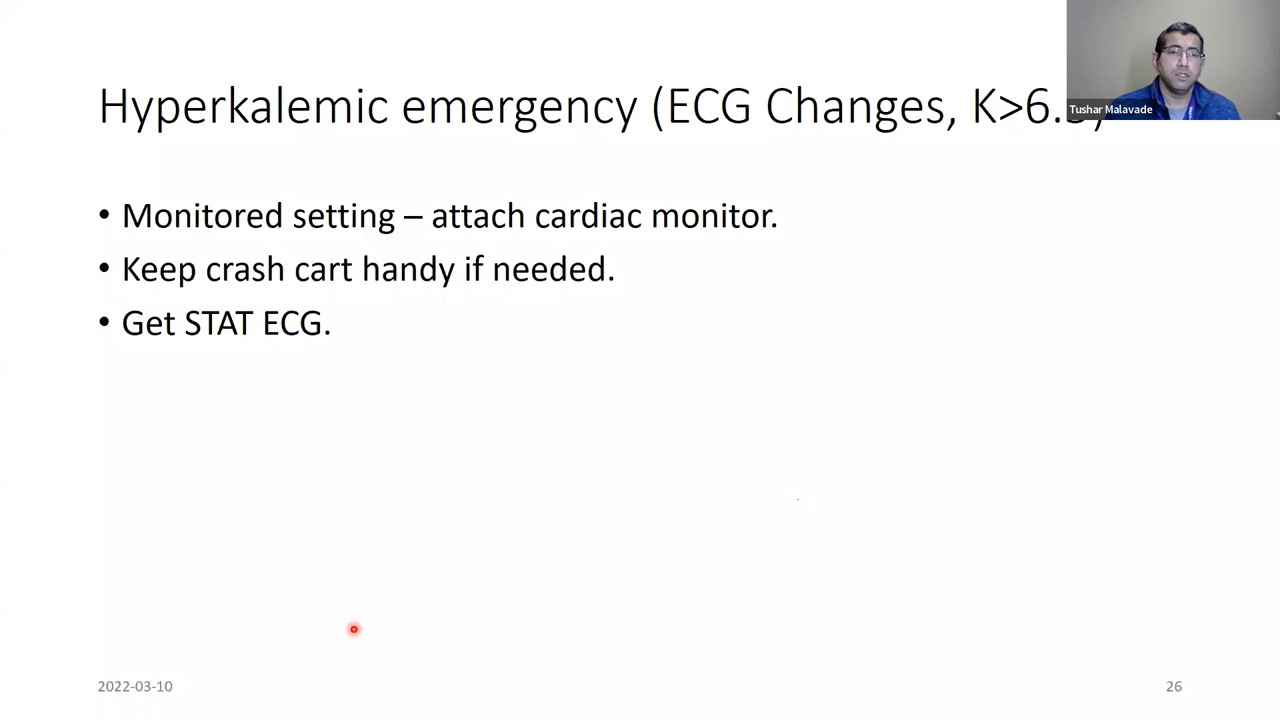 Hyperkalemic emergency (ECG Changes, K>6.
Tushar Malavade
• Monitored setting – attach cardiac monitor.
• Keep crash cart handy if needed.
• Get STAT ECG.
2022-03-10
26